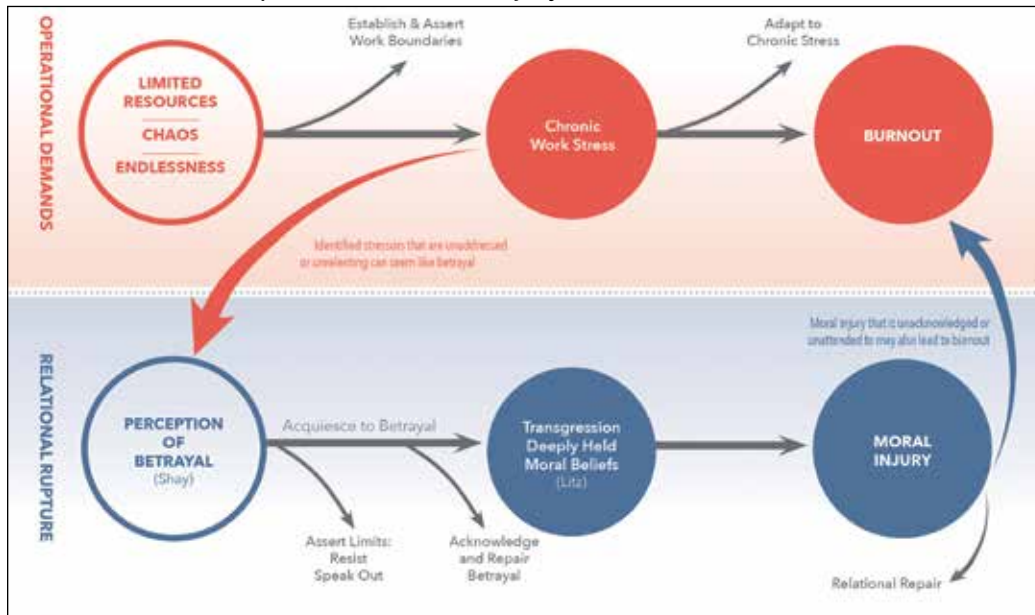 OPERATIONAL DEMANDS
LIMITED
RESOURCES
CHAOS
ENDLESSNESS
Establish & Assert
Work Boundaries
Chronic
Work Stress
Adapt to
Chronic Stress
BURNOUT
Identified stressors that are unaddressed
or unrelenting can seem like betrayal
Moral injury that is unacknowledged or
unattended to may also lead to burnout
RELATIONAL RUPTURE
PERCEPTION
OF
BETRAYAL
(Shay)
Acquiesce to Betrayal
Assert Limits:
Resist
Speak Out
Acknowledge
and Repair
Betrayal
Transgression
Deeply Held
Moral Beliefs
(Litz)
MORAL
INJURY
Relational Repair